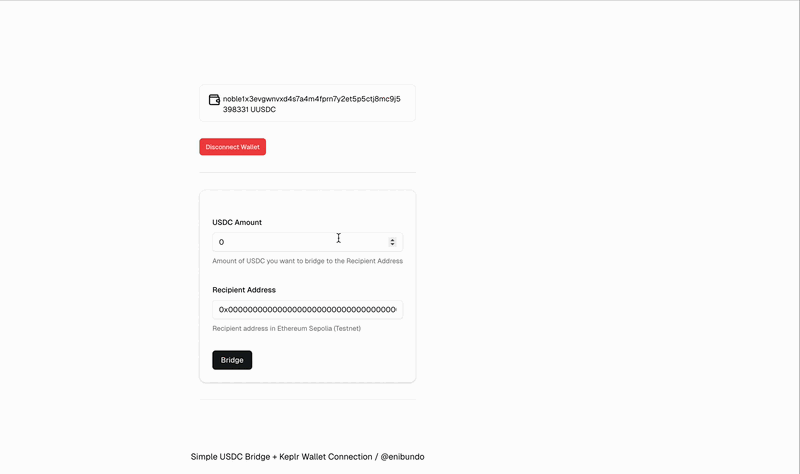 noble1x3evgwnvxd4s7a4m4fprn7y2et5p5ctj8mc9j5
398331 UUSDC
Disconnect Wallet
USDC Amount
0
Amount of USDC you want to bridge to the Recipient Address
Recipient Address
0x00000000000000000000000000000000000000
Recipient address in Ethereum Sepolia (Testnet)
Bridge
Simple USDC Bridge + Keplr Wallet Connection / @enibundo